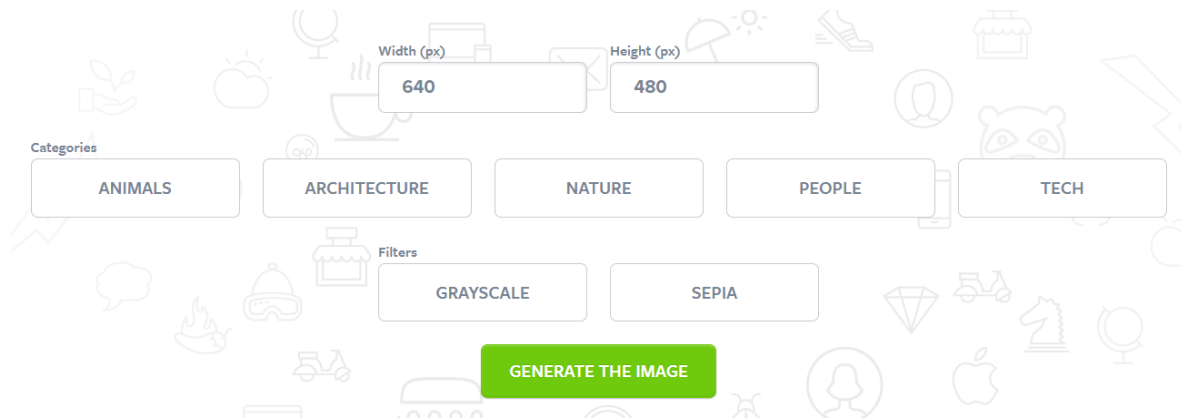 Width (px) Height (px)
640 480
Categories
ANIMALS ARCHITECTURE NATURE PEOPLE TECH
Filters
GRAYSCALE SEPIA
GENERATE THE IMAGE